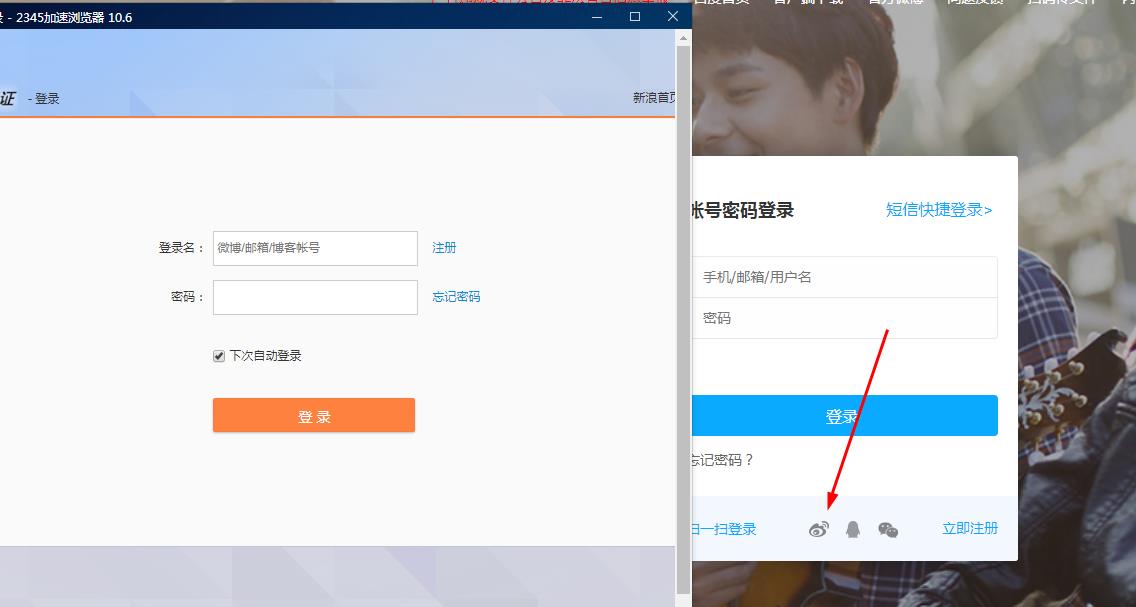 - 2345加速浏览器 10.6
证 - 登录
新浪首页
登录名：
微博/邮箱/博客帐号
注册
密码：
忘记密码
下次自动登录
登 录
帐号密码登录
短信快捷登录>
手机/邮箱/用户名
密码
登录
忘记密码？
扫一扫登录
立即注册